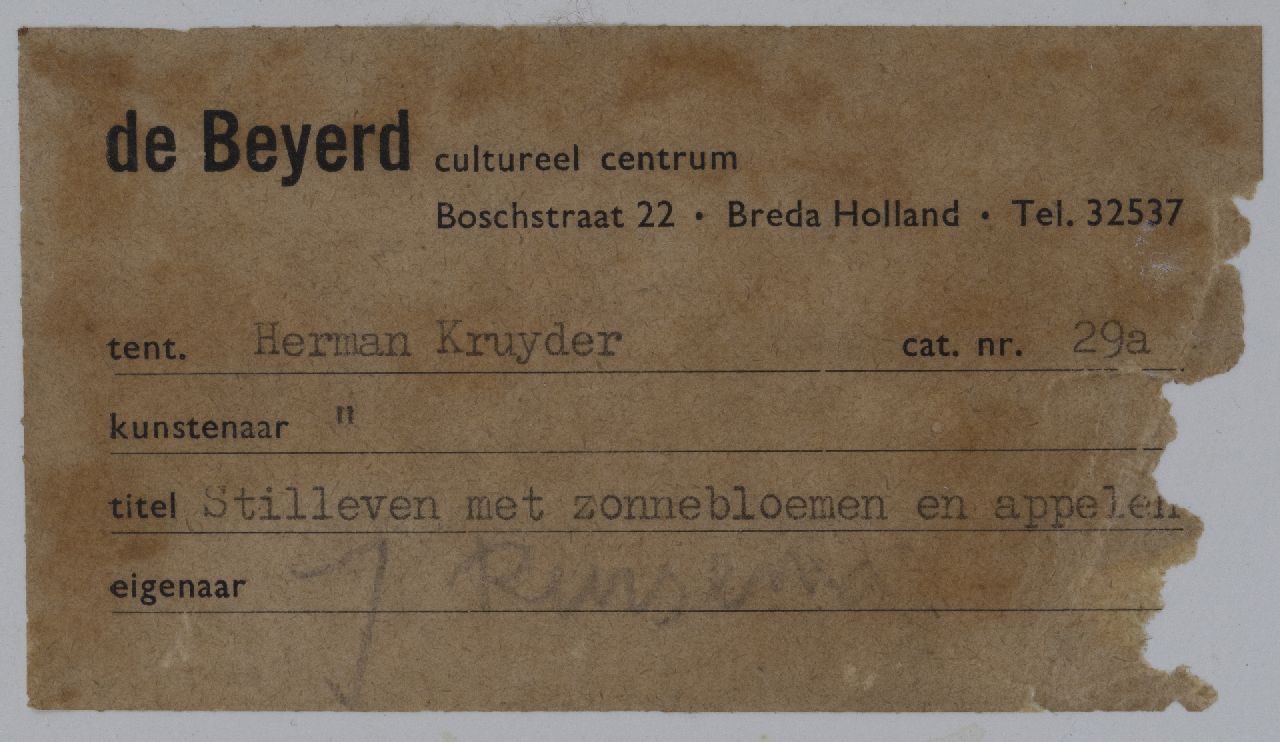 de Beyerd cultureel centrum
Boschstraat 22 • Breda Holland • Tel. 32537
tent. Herman Kruyder cat. nr. 29a
kunstenaar "
titel Stilleven met zonnebloemen en appelen
eigenaar J